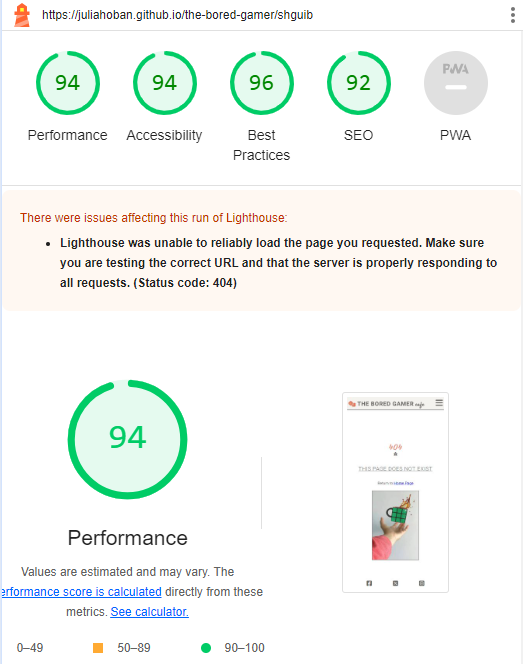 https://juliahoban.github.io/the-bored-gamer/shguib
94
94
96
92
PWA
Performance
Accessibility
Best
Practices
SEO
PWA
There were issues affecting this run of Lighthouse:
• Lighthouse was unable to reliably load the page you requested. Make sure
you are testing the correct URL and that the server is properly responding to
all requests. (Status code: 404)
94
Performance
Values are estimated and may vary. The
erformance score is calculated directly from these
metrics. See calculator.
0–49
50–89
90–100
THE BORED GAMER cafe
404
THIS PAGE DOES NOT EXIST
Return to Home Page